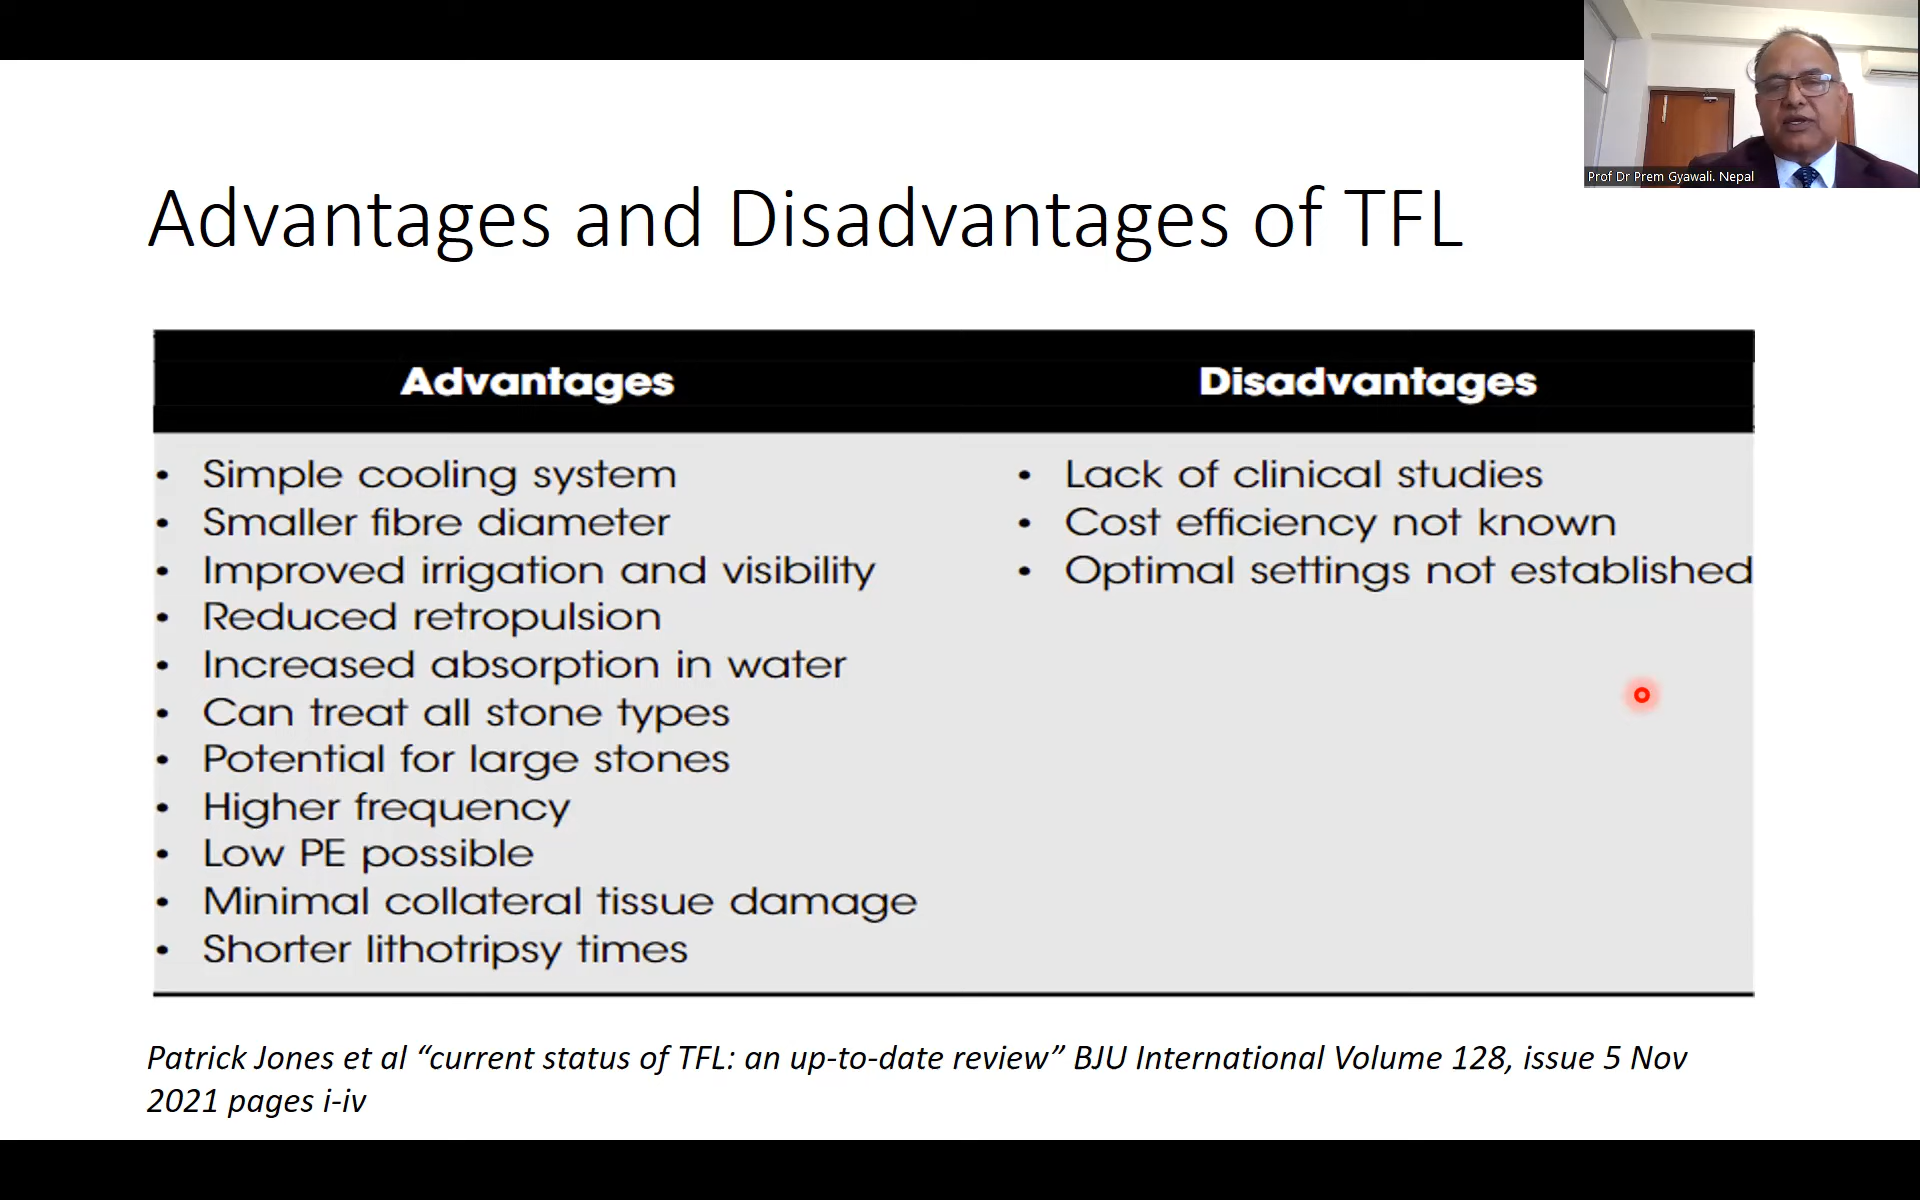 Prof Dr Prem Gyawali. Nepal
Advantages and Disadvantages of TFL
Advantages
• Simple cooling system
• Smaller fibre diameter
• Improved irrigation and visibility
• Reduced retropulsion
• Increased absorption in water
• Can treat all stone types
• Potential for large stones
• Higher frequency
• Low PE possible
• Minimal collateral tissue damage
• Shorter lithotripsy times
Disadvantages
• Lack of clinical studies
• Cost efficiency not known
• Optimal settings not established
Patrick Jones et al “current status of TFL: an up-to-date review” BJU International Volume 128, issue 5 Nov
2021 pages i-iv